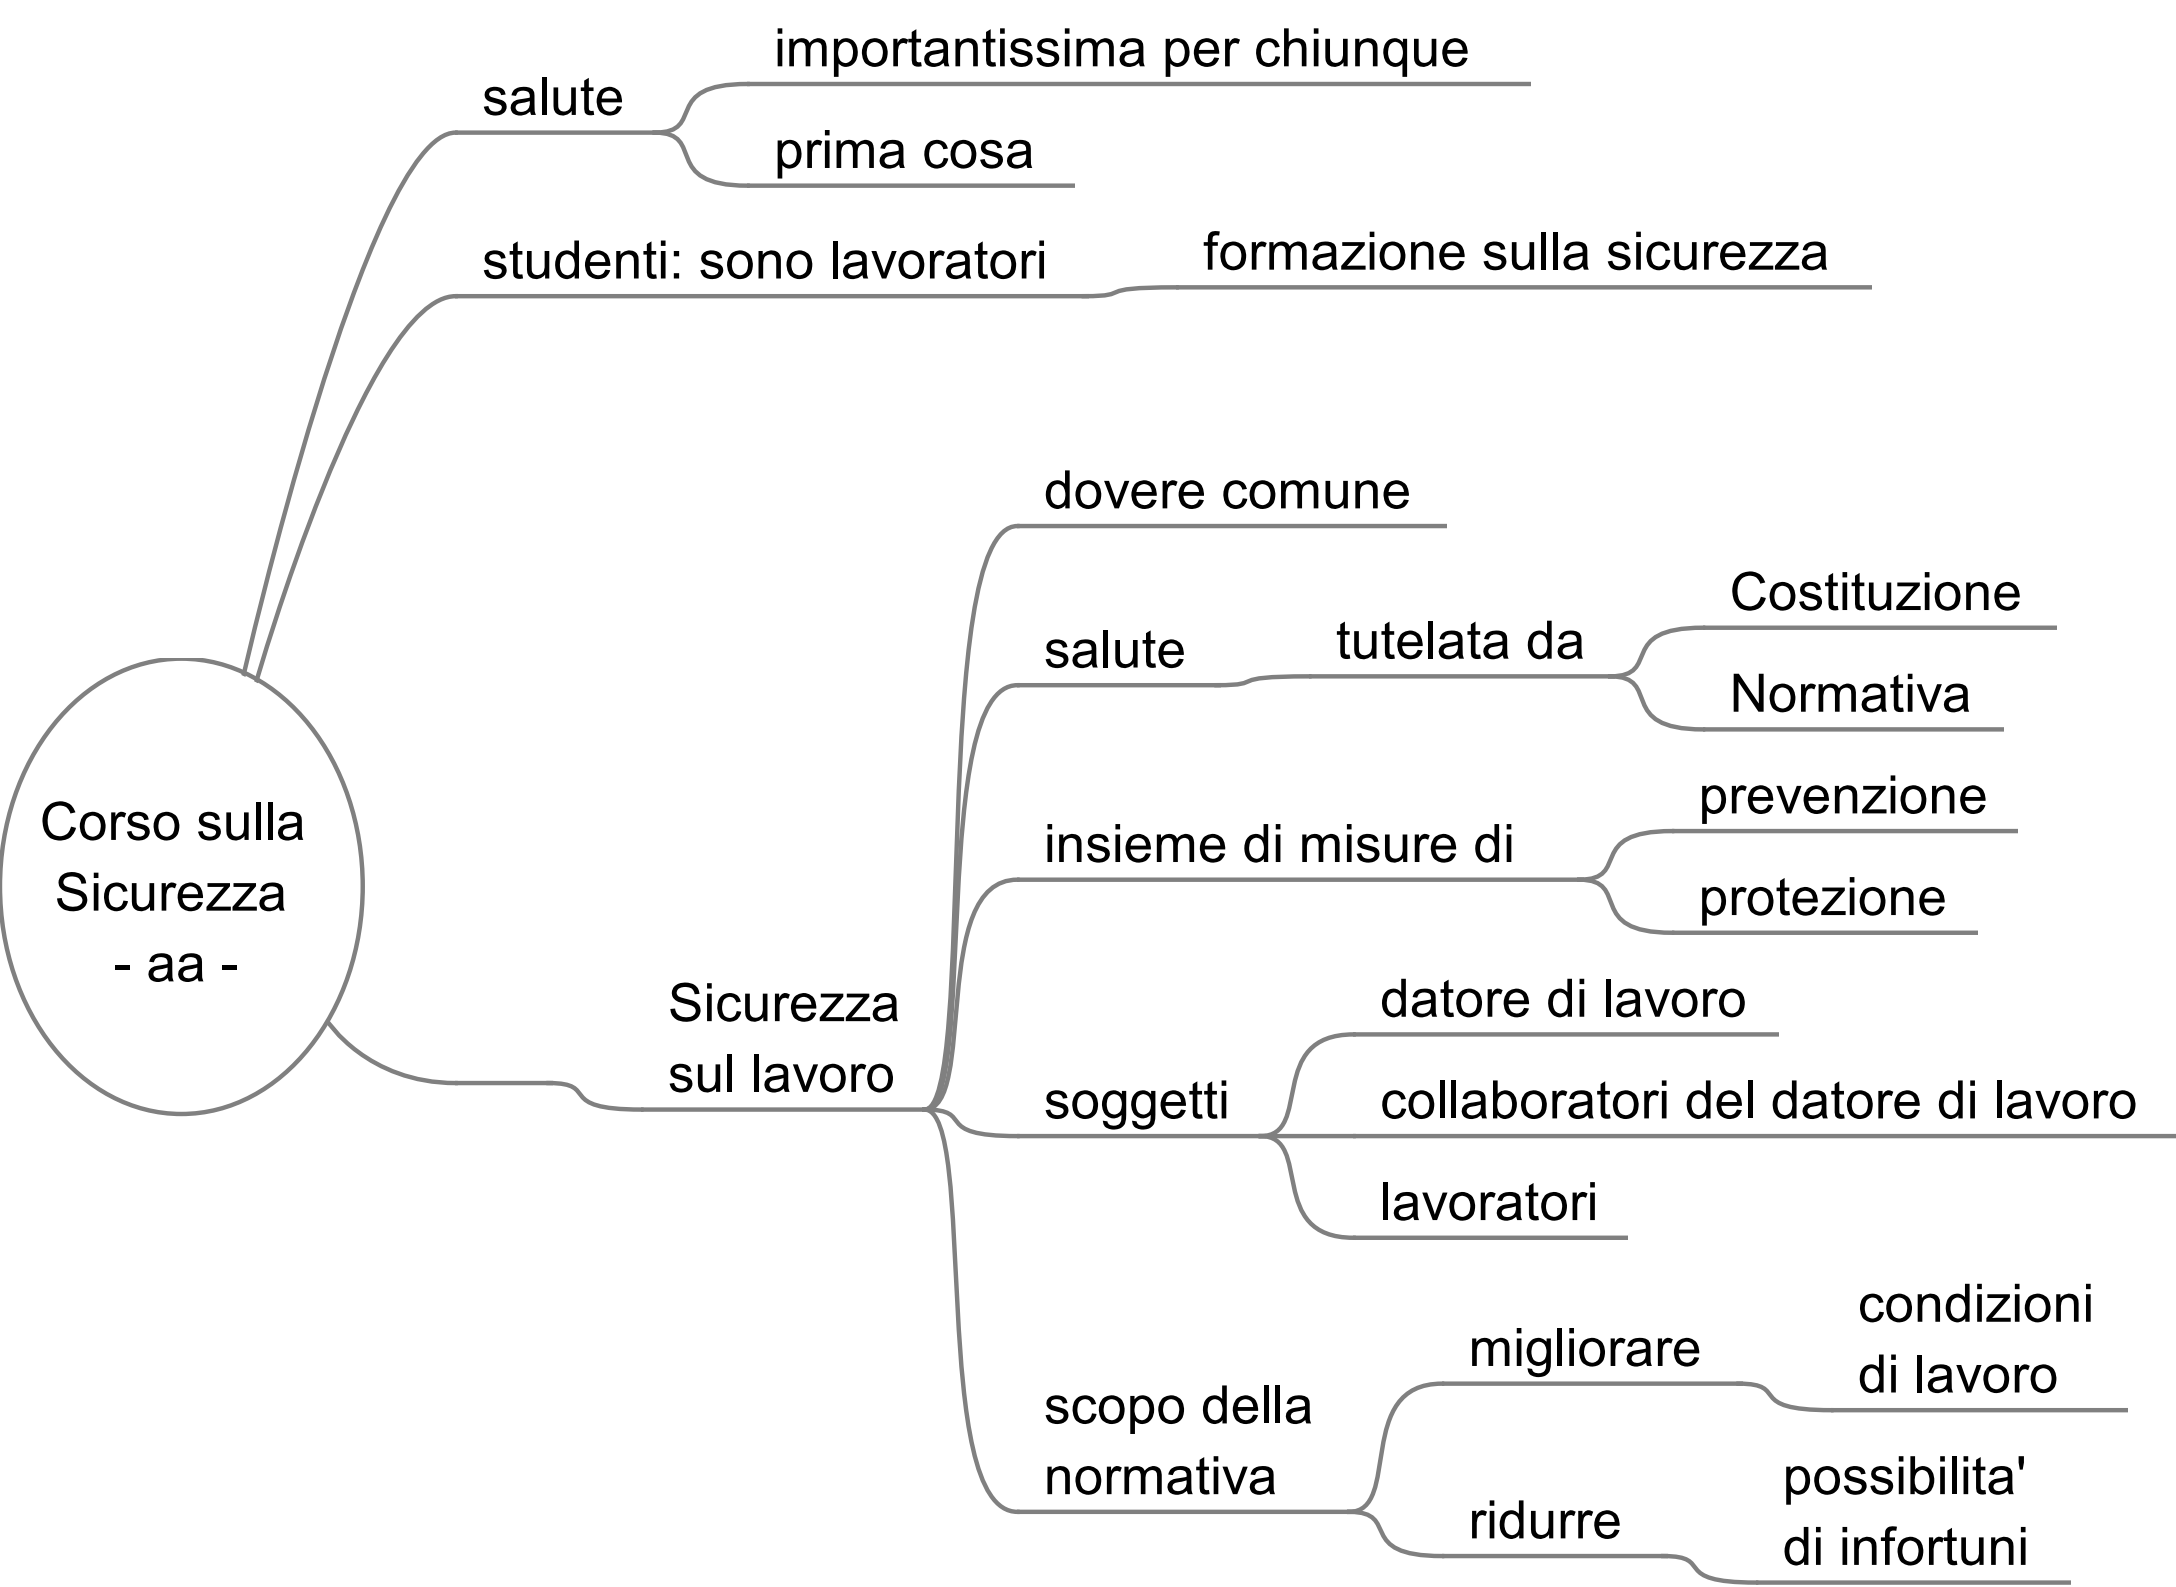 importantissima per chiunque
salute
prima cosa
studenti: sono lavoratori
formazione sulla sicurezza
dovere comune
salute
tutelata da
Costituzione
Normativa
insieme di misure di
prevenzione
protezione
Corso sulla
Sicurezza
- aa -
Sicurezza
sul lavoro
soggetti
datore di lavoro
collaboratori del datore di lavoro
lavoratori
scopo della
normativa
migliorare
condizioni
di lavoro
ridurre
possibilita'
di infortuni